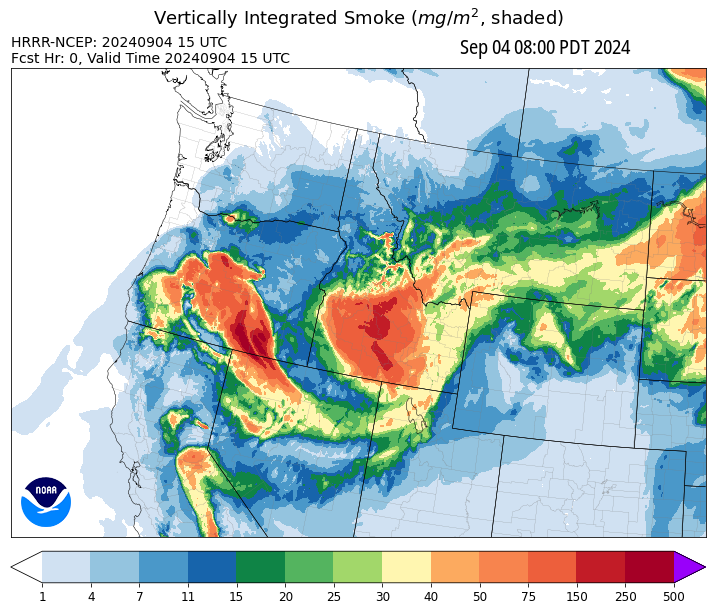 Vertically Integrated Smoke (mg/m², shaded)
HRRR-NCEP: 20240904 15 UTC
Fcst Hr: 0, Valid Time 20240904 15 UTC
Sep 04 08:00 PDT 2024
NOAA
1 4 7 11 15 20 25 30 40 50 75 150 250 500